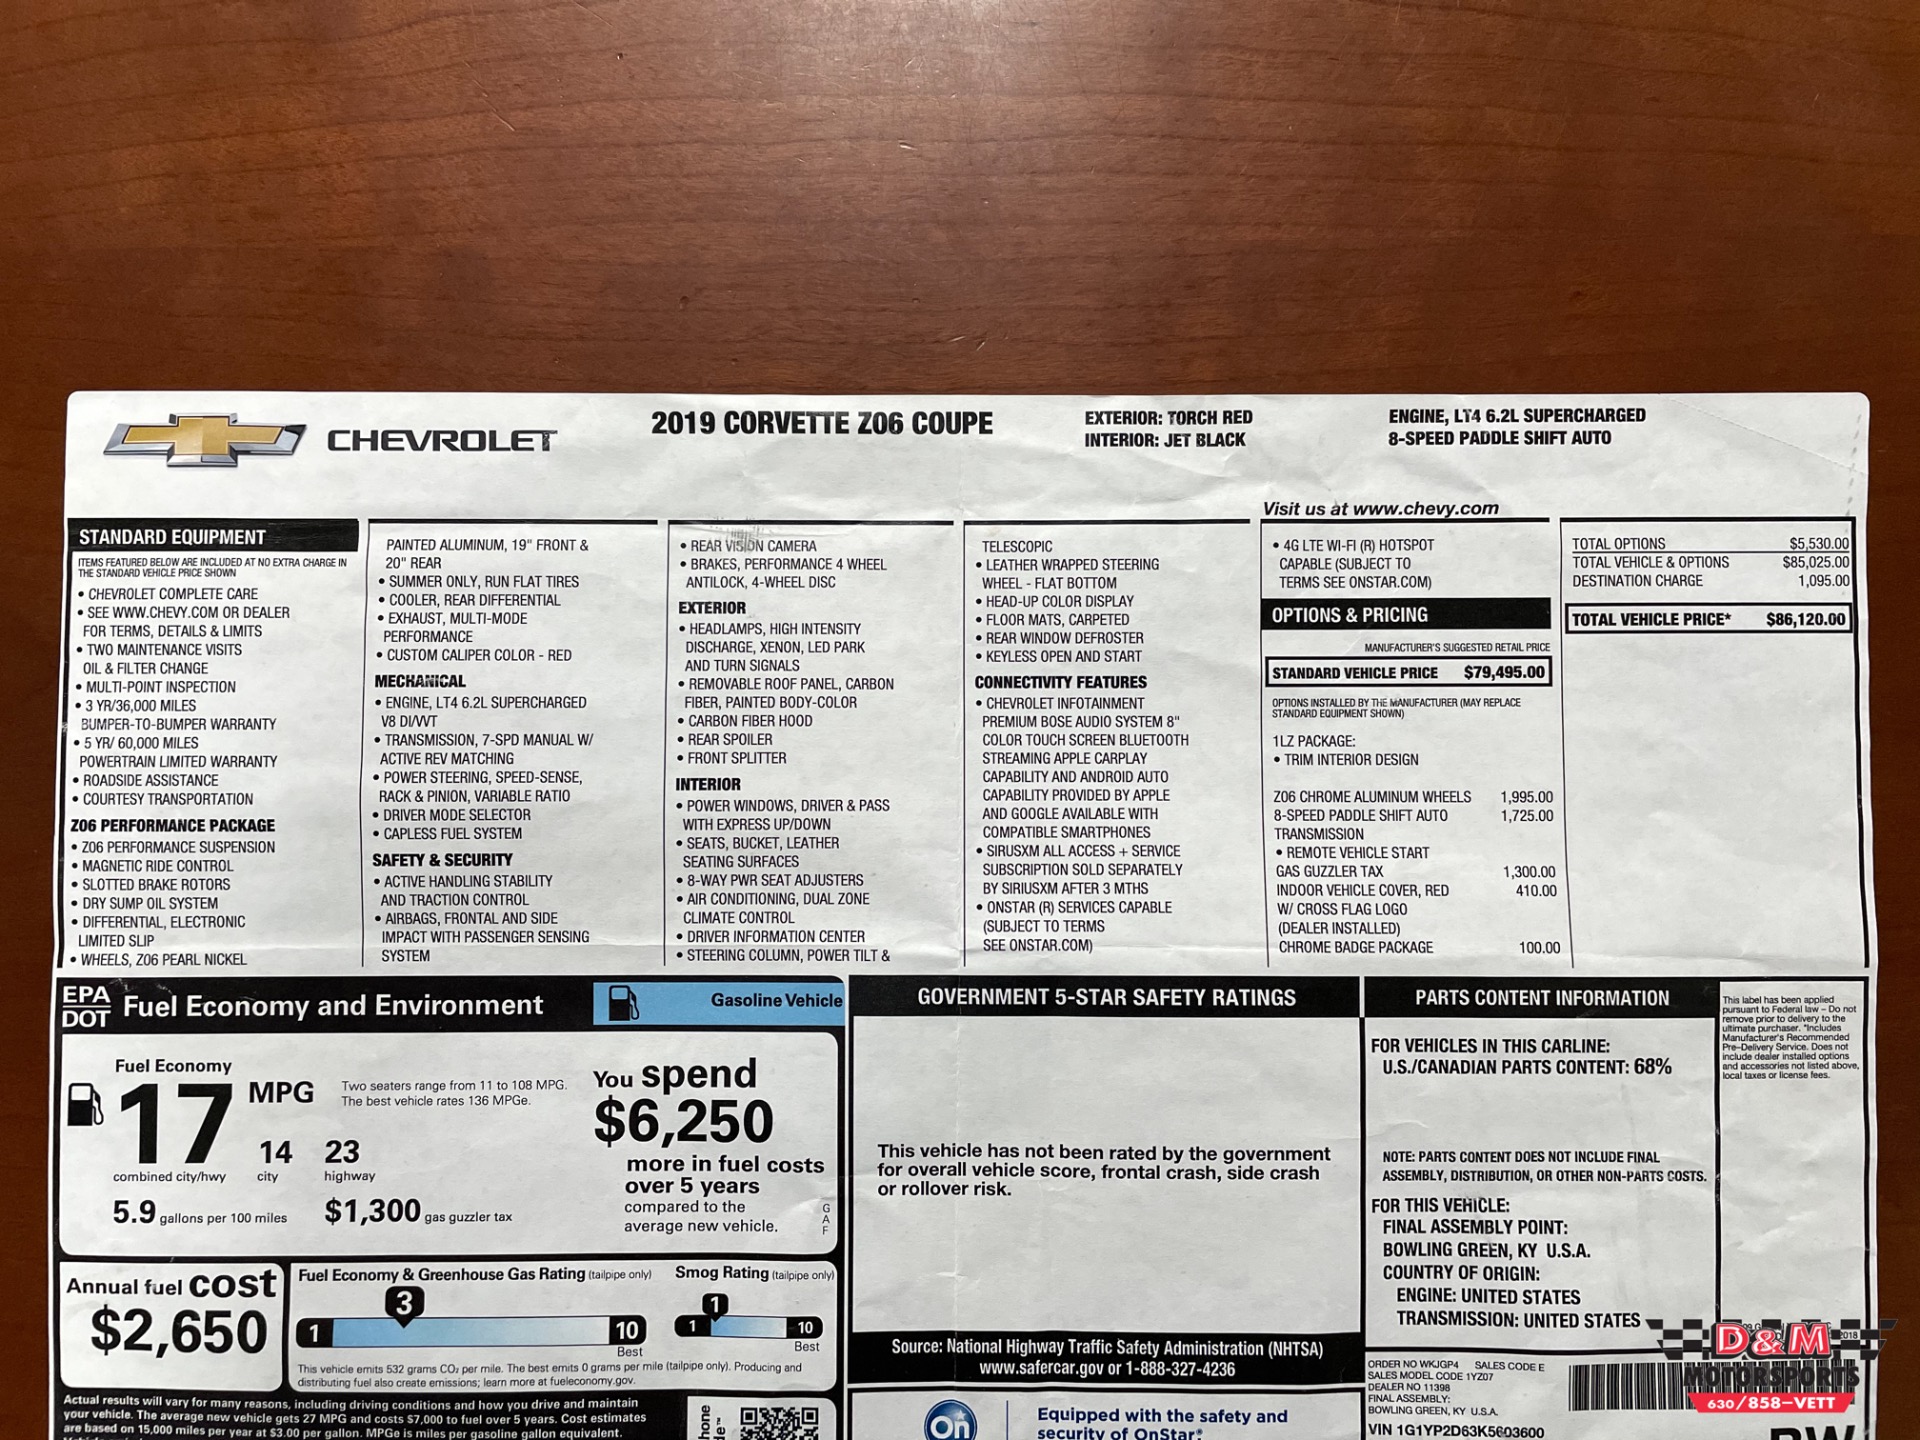 CHEVROLET
2019 CORVETTE Z06 COUPE
EXTERIOR: TORCH RED
INTERIOR: JET BLACK
ENGINE, LT4 6.2L SUPERCHARGED
8-SPEED PADDLE SHIFT AUTO
STANDARD EQUIPMENT
ITEMS FEATURED BELOW ARE INCLUDED AT NO EXTRA CHARGE IN
THE STANDARD VEHICLE PRICE SHOWN
• CHEVROLET COMPLETE CARE
• SEE WWW.CHEVY.COM OR DEALER
FOR TERMS, DETAILS & LIMITS
• TWO MAINTENANCE VISITS
OIL & FILTER CHANGE
• MULTI-POINT INSPECTION
• 3 YR/36,000 MILES
BUMPER-TO-BUMPER WARRANTY
• 5 YR/ 60,000 MILES
POWERTRAIN LIMITED WARRANTY
• ROADSIDE ASSISTANCE
• COURTESY TRANSPORTATION
Z06 PERFORMANCE PACKAGE
• Z06 PERFORMANCE SUSPENSION
• MAGNETIC RIDE CONTROL
• SLOTTED BRAKE ROTORS
• DRY SUMP OIL SYSTEM
• DIFFERENTIAL, ELECTRONIC
LIMITED SLIP
• WHEELS, Z06 PEARL NICKEL
PAINTED ALUMINUM, 19" FRONT &
20" REAR
• SUMMER ONLY, RUN FLAT TIRES
• COOLER, REAR DIFFERENTIAL
• EXHAUST, MULTI-MODE
PERFORMANCE
• CUSTOM CALIPER COLOR - RED
MECHANICAL
• ENGINE, LT4 6.2L SUPERCHARGED
V8 DI/VVT
• TRANSMISSION, 7-SPD MANUAL W/
ACTIVE REV MATCHING
• POWER STEERING, SPEED-SENSE,
RACK & PINION, VARIABLE RATIO
• DRIVER MODE SELECTOR
• CAPLESS FUEL SYSTEM
SAFETY & SECURITY
• ACTIVE HANDLING STABILITY
AND TRACTION CONTROL
• AIRBAGS, FRONTAL AND SIDE
IMPACT WITH PASSENGER SENSING
SYSTEM
• REAR VISION CAMERA
• BRAKES, PERFORMANCE 4 WHEEL
ANTILOCK, 4-WHEEL DISC
EXTERIOR
• HEADLAMPS, HIGH INTENSITY
DISCHARGE, XENON, LED PARK
AND TURN SIGNALS
• REMOVABLE ROOF PANEL, CARBON
FIBER, PAINTED BODY-COLOR
• CARBON FIBER HOOD
• REAR SPOILER
• FRONT SPLITTER
INTERIOR
• POWER WINDOWS, DRIVER & PASS
WITH EXPRESS UP/DOWN
• SEATS, BUCKET, LEATHER
SEATING SURFACES
• 8-WAY PWR SEAT ADJUSTERS
• AIR CONDITIONING, DUAL ZONE
CLIMATE CONTROL
• DRIVER INFORMATION CENTER
• STEERING COLUMN, POWER TILT &
TELESCOPIC
• LEATHER WRAPPED STEERING
WHEEL - FLAT BOTTOM
• HEAD-UP COLOR DISPLAY
• FLOOR MATS, CARPETED
• REAR WINDOW DEFROSTER
• KEYLESS OPEN AND START
CONNECTIVITY FEATURES
• CHEVROLET INFOTAINMENT
PREMIUM BOSE AUDIO SYSTEM 8"
COLOR TOUCH SCREEN BLUETOOTH
STREAMING APPLE CARPLAY
CAPABILITY AND ANDROID AUTO
CAPABILITY PROVIDED BY APPLE
AND GOOGLE AVAILABLE WITH
COMPATIBLE SMARTPHONES
• SIRUSXM ALL ACCESS + SERVICE
SUBSCRIPTION SOLD SEPARATELY
BY SIRIUSXM AFTER 3 MTHS
• ONSTAR (R) SERVICES CAPABLE
(SUBJECT TO TERMS
SEE ONSTAR.COM)
Visit us at www.chevy.com
• 4G LTE WI-FI (R) HOTSPOT
CAPABLE (SUBJECT TO
TERMS SEE ONSTAR.COM)
OPTIONS & PRICING
MANUFACTURER'S SUGGESTED RETAIL PRICE
STANDARD VEHICLE PRICE $79,495.00
OPTIONS INSTALLED BY THE MANUFACTURER (MAY REPLACE
STANDARD EQUIPMENT SHOWN)
1LZ PACKAGE:
• TRIM INTERIOR DESIGN
Z06 CHROME ALUMINUM WHEELS 1,995.00
8-SPEED PADDLE SHIFT AUTO 1,725.00
TRANSMISSION
• REMOTE VEHICLE START
GAS GUZZLER TAX 1,300.00
INDOOR VEHICLE COVER, RED 410.00
W/ CROSS FLAG LOGO
(DEALER INSTALLED)
CHROME BADGE PACKAGE 100.00
TOTAL OPTIONS $5,530.00
TOTAL VEHICLE & OPTIONS $85,025.00
DESTINATION CHARGE 1,095.00
TOTAL VEHICLE PRICE* $86,120.00
EPA
DOT
Fuel Economy and Environment
Gasoline Vehicle
Fuel Economy
17 MPG
combined city/hwy
14
city
23
highway
Two seaters range from 11 to 108 MPG.
The best vehicle rates 136 MPGe.
5.9 gallons per 100 miles
$1,300 gas guzzler tax
You spend
$6,250
more in fuel costs
over 5 years
compared to the
average new vehicle.
G
A
F
Annual fuel cost
$2,650
Fuel Economy & Greenhouse Gas Rating (tailpipe only)
3
1 10
Best
Smog Rating (tailpipe only)
1
1 10
Best
This vehicle emits 532 grams CO₂ per mile. The best emits 0 grams per mile (tailpipe only). Producing and
distributing fuel also create emissions; learn more at fueleconomy.gov.
Actual results will vary for many reasons, including driving conditions and how you drive and maintain
your vehicle. The average new vehicle gets 27 MPG and costs $7,000 to fuel over 5 years. Cost estimates
are based on 15,000 miles per year at $3.00 per gallon. MPGe is miles per gasoline gallon equivalent.
GOVERNMENT 5-STAR SAFETY RATINGS
This vehicle has not been rated by the government
for overall vehicle score, frontal crash, side crash
or rollover risk.
Source: National Highway Traffic Safety Administration (NHTSA)
www.safercar.gov or 1-888-327-4236
On
Equipped with the safety and
security of OnStar®
PARTS CONTENT INFORMATION
FOR VEHICLES IN THIS CARLINE:
U.S./CANADIAN PARTS CONTENT: 68%
NOTE: PARTS CONTENT DOES NOT INCLUDE FINAL
ASSEMBLY, DISTRIBUTION, OR OTHER NON-PARTS COSTS.
FOR THIS VEHICLE:
FINAL ASSEMBLY POINT:
BOWLING GREEN, KY U.S.A.
COUNTRY OF ORIGIN:
ENGINE: UNITED STATES
TRANSMISSION: UNITED STATES
This label has been applied
pursuant to Federal law – Do not
remove prior to delivery to the
ultimate purchaser. *Includes
Manufacturer's Recommended
Pre-Delivery Service. Does not
include dealer installed options
and accessories not listed above,
local taxes or license fees.
ORDER NO WKJGP4 SALES CODE E
SALES MODEL CODE 1YZ07
DEALER NO 11398
FINAL ASSEMBLY:
BOWLING GREEN, KY U.S.A.
VIN 1G1YP2D63K5603600
D&M
MOTORSPORTS
630/858-VETT